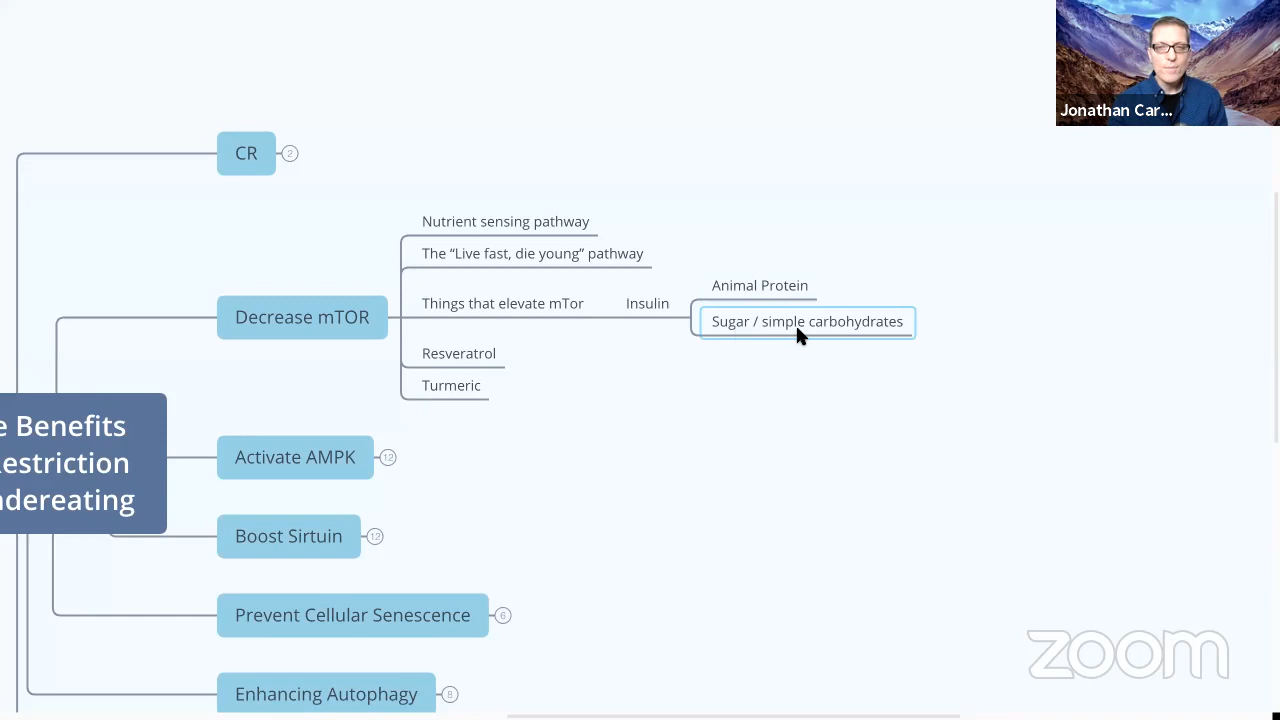 Jonathan Car...
CR
2
Nutrient sensing pathway
The “Live fast, die young” pathway
Decrease mTOR
Things that elevate mTor
Insulin
Animal Protein
Sugar / simple carbohydrates
Resveratrol
Turmeric
e Benefits
estriction
dereating
Activate AMPK
12
Boost Sirtuin
12
Prevent Cellular Senescence
6
Enhancing Autophagy
8
zoom